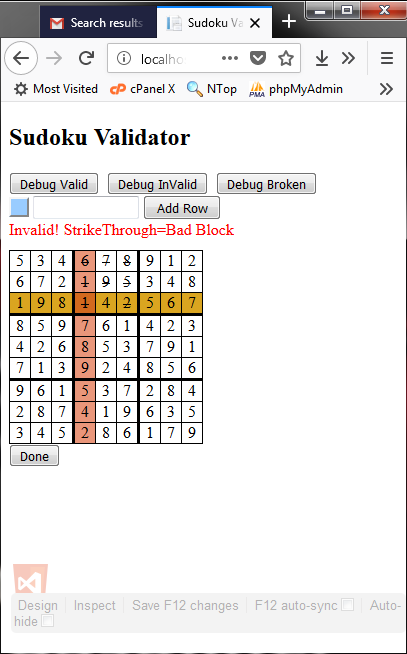 Search results
Sudoku Va
localho
Most Visited cPanel X NTop phpMyAdmin
Sudoku Validator
Debug Valid Debug InValid Debug Broken
Add Row
Invalid! StrikeThrough=Bad Block
5 3 4 6 7 8 9 1 2
6 7 2 1 9 5 3 4 8
1 9 8 1 4 2 5 6 7
8 5 9 7 6 1 4 2 3
4 2 6 8 5 3 7 9 1
7 1 3 9 2 4 8 5 6
9 6 1 5 3 7 2 8 4
2 8 7 4 1 9 6 3 5
3 4 5 2 8 6 1 7 9
Done
Design Inspect Save F12 changes F12 auto-sync Auto-
hide